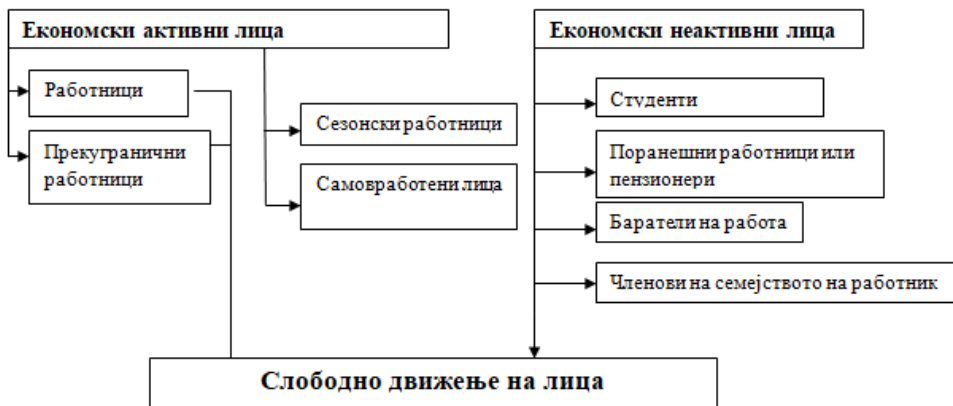 Економски активни лица
Економски неактивни лица
Работници
Прекугранични
работници
Сезонски работници
Самовработени лица
Студенти
Поранешни работници или
пензионери
Баратели на работа
Членови на семејството на работник
Слободно движење на лица